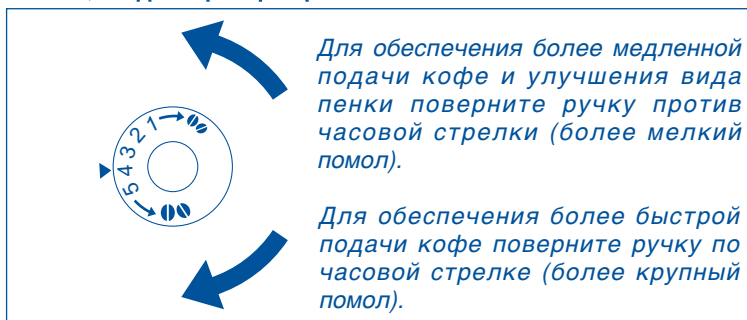 Для обеспечения более медленной
подачи кофе и улучшения вида
пенки поверните ручку против
часовой стрелки (более мелкий
помол).
1
2
3
4
5
Для обеспечения более быстрой
подачи кофе поверните ручку по
часовой стрелке (более крупный
помол).